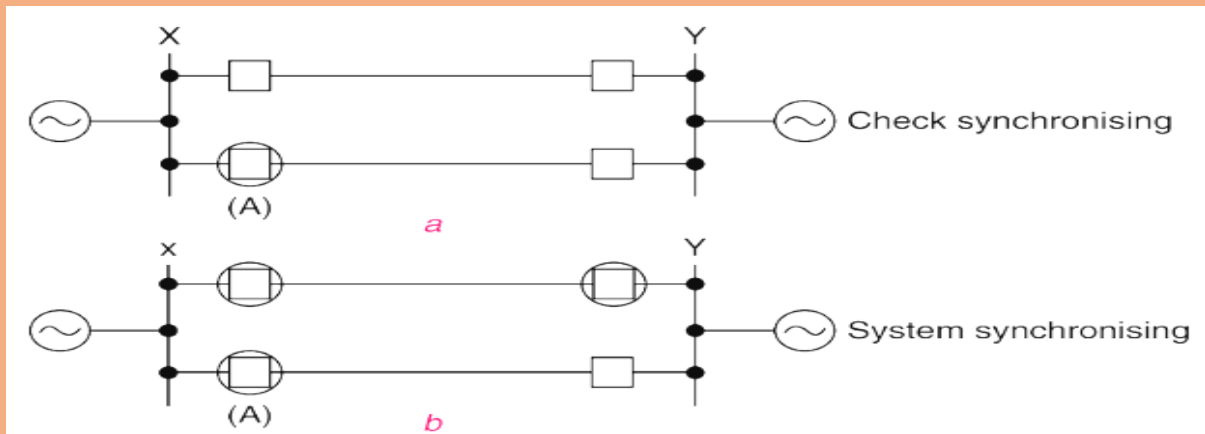 X Y
Check synchronising
(A)
a
x Y
System synchronising
(A)
b